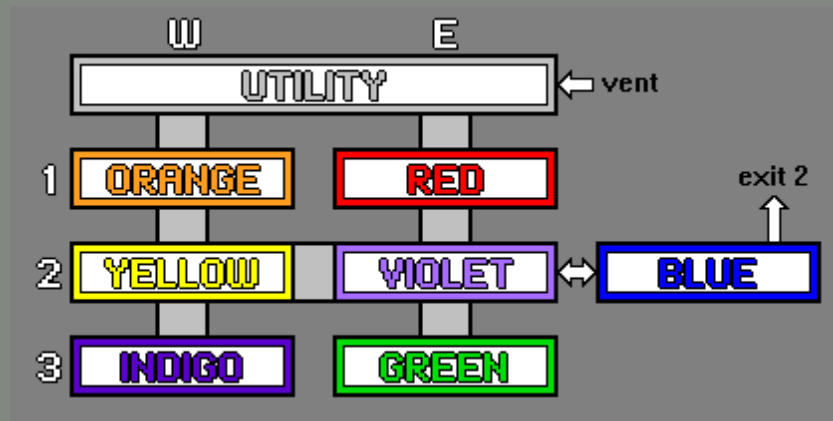 W E
UTILITY
vent
1 ORANGE RED
exit 2
2 YELLOW VIOLET BLUE
3 INDIGO GREEN